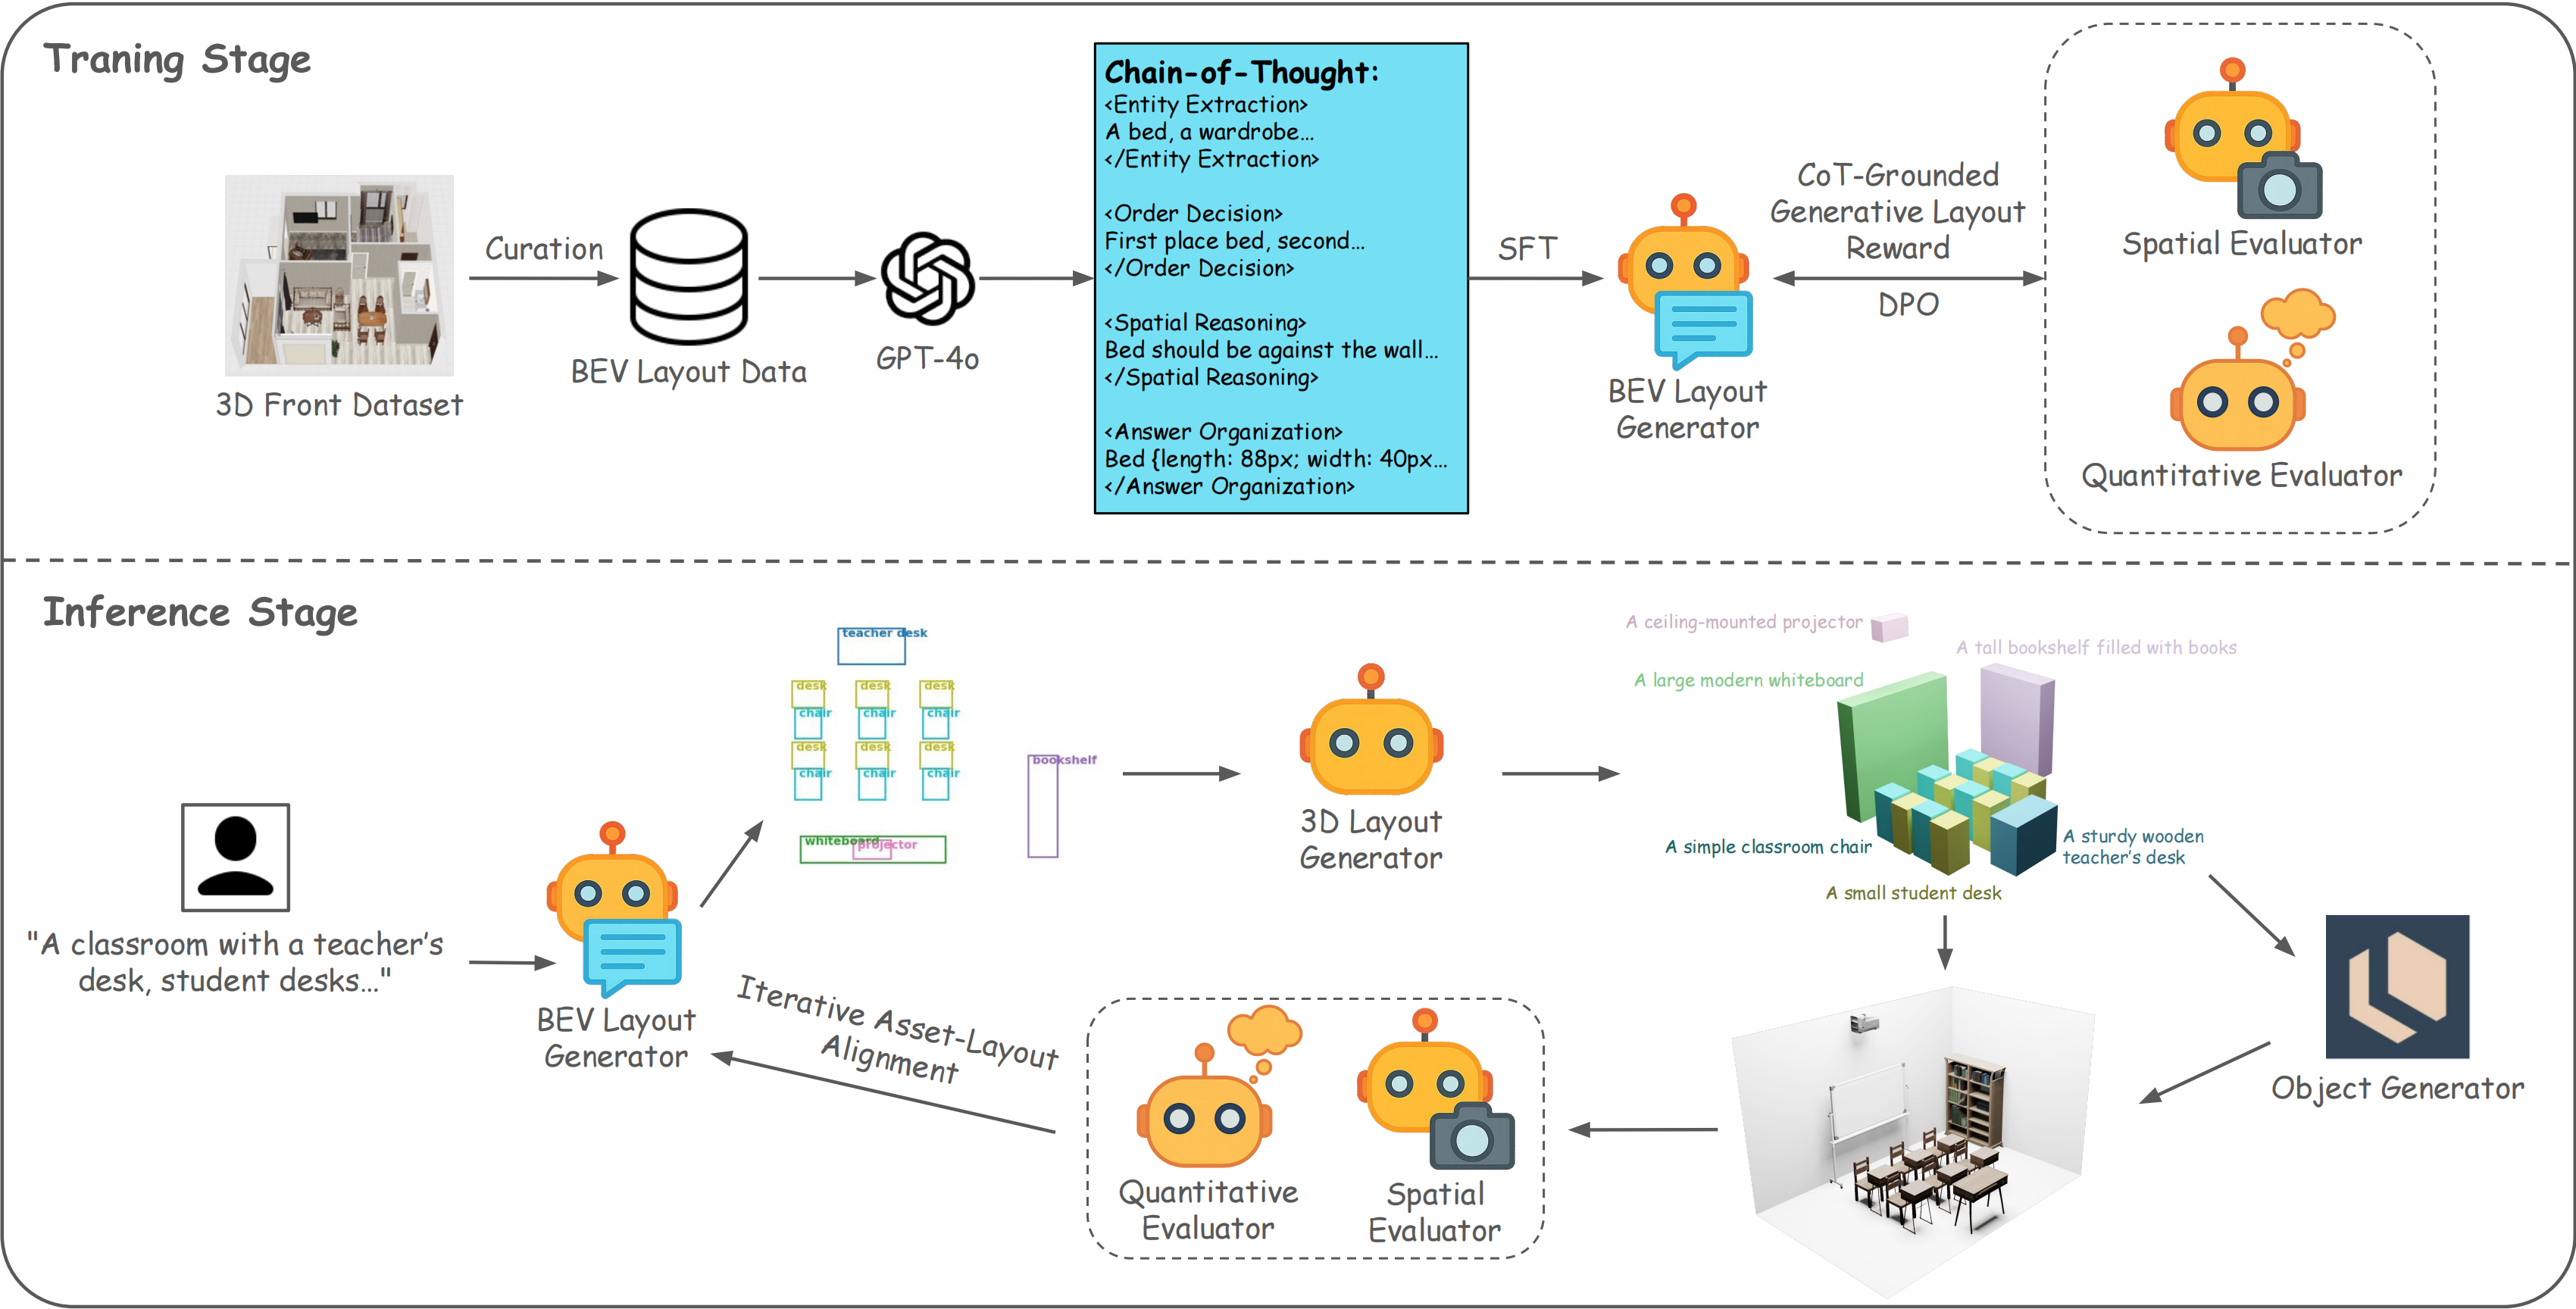 Traning Stage
3D Front Dataset
Curation
BEV Layout Data
GPT-4o
Chain-of-Thought:
<Entity Extraction>
A bed, a wardrobe...
</Entity Extraction>
<Order Decision>
First place bed, second...
</Order Decision>
<Spatial Reasoning>
Bed should be against the wall...
</Spatial Reasoning>
<Answer Organization>
Bed {length: 88px; width: 40px...
</Answer Organization>
SFT
BEV Layout
Generator
CoT-Grounded
Generative Layout
Reward
DPO
Spatial Evaluator
Quantitative Evaluator
Inference Stage
"A classroom with a teacher's
desk, student desks..."
BEV Layout
Generator
teacher desk
desk desk desk
chair chair chair
desk desk desk
chair chair chair
bookshelf
whiteboard
projector
3D Layout
Generator
A ceiling-mounted projector
A tall bookshelf filled with books
A large modern whiteboard
A simple classroom chair
A sturdy wooden
teacher's desk
A small student desk
Object Generator
Iterative Asset-Layout
Alignment
Quantitative
Evaluator
Spatial
Evaluator